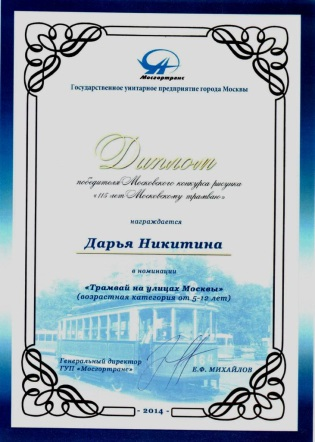 Мосгортранс
Государственное унитарное предприятие города Москвы
Диплом
победителя Московского конкурса рисунка
«115 лет Московскому трамваю»
награждается
Дарья Никитина
в номинации
«Трамвай на улицах Москвы»
(возрастная категория от 5-12 лет)
Генеральный директор
ГУП «Мосгортранс»
Е.Ф. МИХАЙЛОВ
- 2014 -